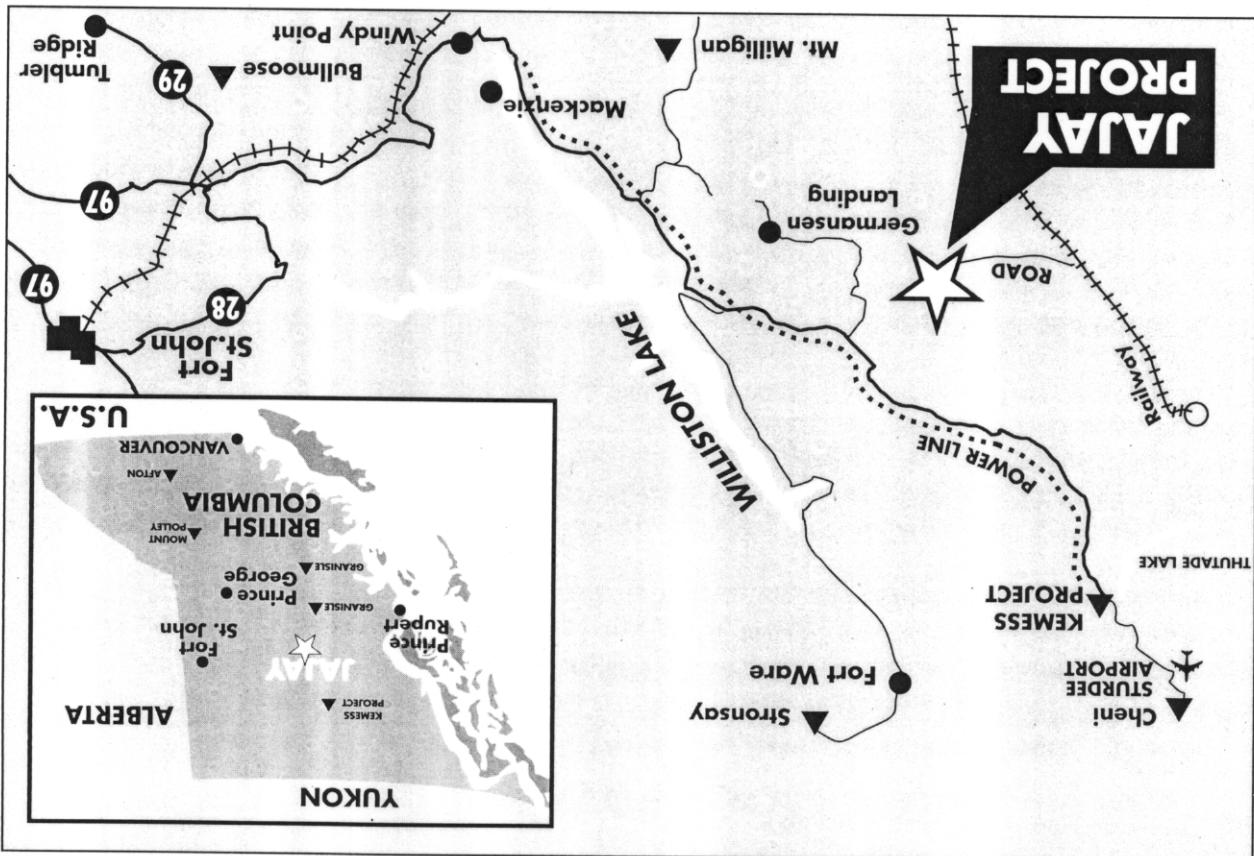 Cheni
STURDEE
AIRPORT
KEMESS
PROJECT
THUTADE LAKE
Stronsay
Fort Ware
POWER LINE
Railway
ROAD
WILLISTON LAKE
JAJAY
PROJECT
Germansen
Landing
Mt. Milligan
Mackenzie
Windy Point
Bullmoose
Tumbler
Ridge
29
97
97
28
Fort
St.John
YUKON
ALBERTA
KEMESS
PROJECT
JAJAY
Fort
St. John
Prince
Rupert
GRANISLE
Prince
George
GRANISLE
MOUNT
POLLEY
BRITISH
COLUMBIA
AFTON
VANCOUVER
U.S.A.